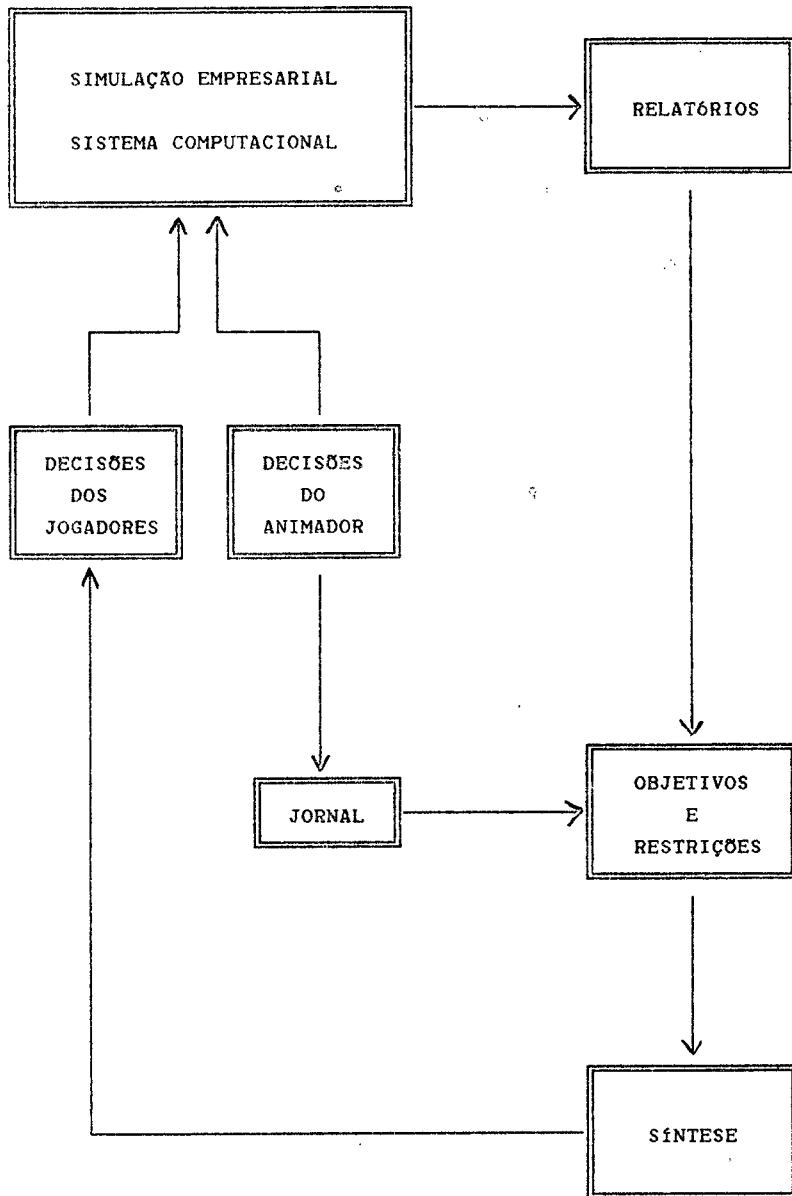 SIMULAÇÃO EMPRESARIAL
SISTEMA COMPUTACIONAL
RELATÓRIOS
DECISÕES
DOS
JOGADORES
DECISÕES
DO
ANIMADOR
JORNAL
OBJETIVOS
E
RESTRIÇÕES
SÍNTESE